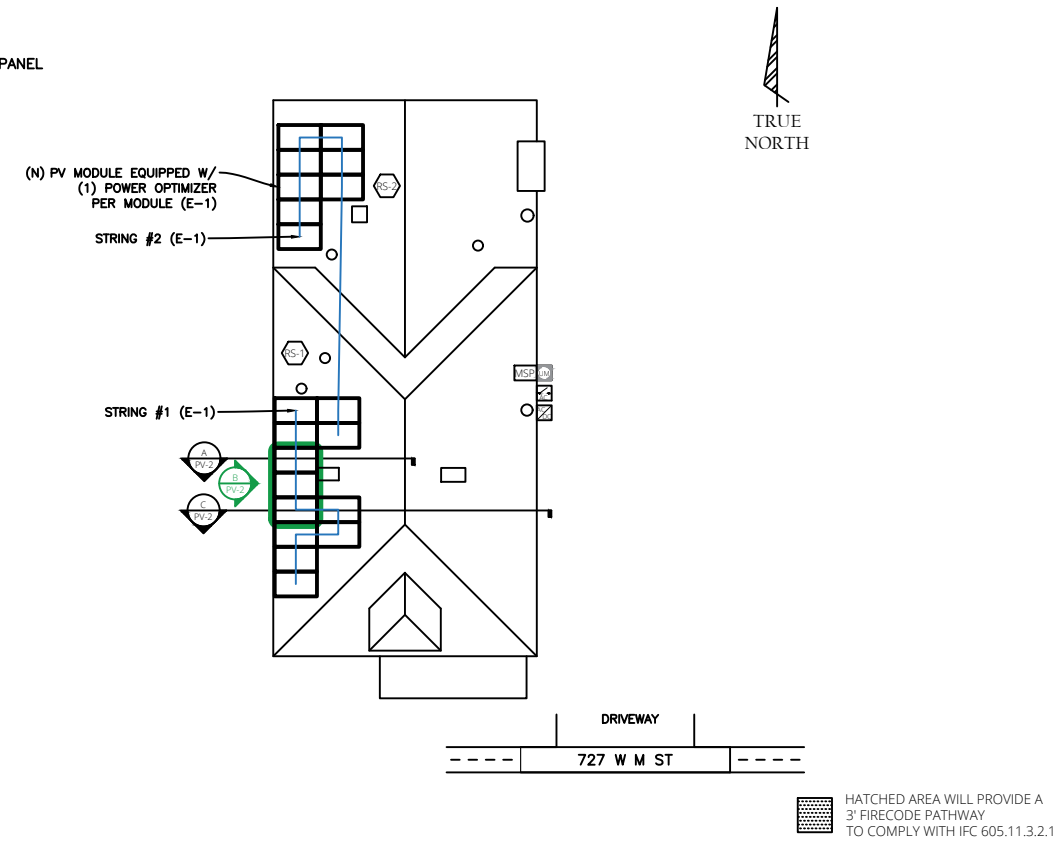 PANEL
TRUE
NORTH
(N) PV MODULE EQUIPPED W/
(1) POWER OPTIMIZER
PER MODULE (E-1)
RS-2
STRING #2 (E-1)
RS-1
MSP
UM
STRING #1 (E-1)
A
PV-2
B
PV-2
C
PV-2
DRIVEWAY
727 W M ST
HATCHED AREA WILL PROVIDE A
3' FIRECODE PATHWAY
TO COMPLY WITH IFC 605.11.3.2.1